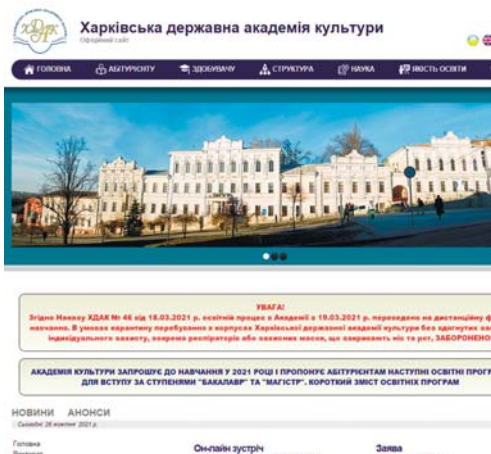 ХДАК
Харківська державна академія культури
Офіційний сайт
ГОЛОВНА АБІТУРІЄНТУ ЗДОБУВАЧУ СТРУКТУРА НАУКА ЯКІСТЬ ОСВІТИ
УВАГА!
Згідно Наказу ХДАК № 46 від 18.03.2021 р. освітній процес в Академії з 19.03.2021 р. переведено на дистанційну
навчання. В умовах карантину перебування в корпусах Харківської державної академії культури без одягнутих
індивідуального захисту, зокрема респіраторів або захисних масок, що закривають ніс та рот, ЗАБОРОНЕНО
АКАДЕМІЯ КУЛЬТУРИ ЗАПРОШУЄ ДО НАВЧАННЯ У 2021 РОЦІ І ПРОПОНУЄ АБІТУРІЄНТАМ НАСТУПНІ ОСВІТНІ ПРОГ
ДЛЯ ВСТУПУ ЗА СТУПЕНЯМИ "БАКАЛАВР" ТА "МАГІСТР". КОРОТКИЙ ЗМІСТ ОСВІТНІХ ПРОГРАМ
НОВИНИ АНОНСИ
Сьогодні: 26 жовтня 2021 р.
Головна
Он-лайн зустріч Заява